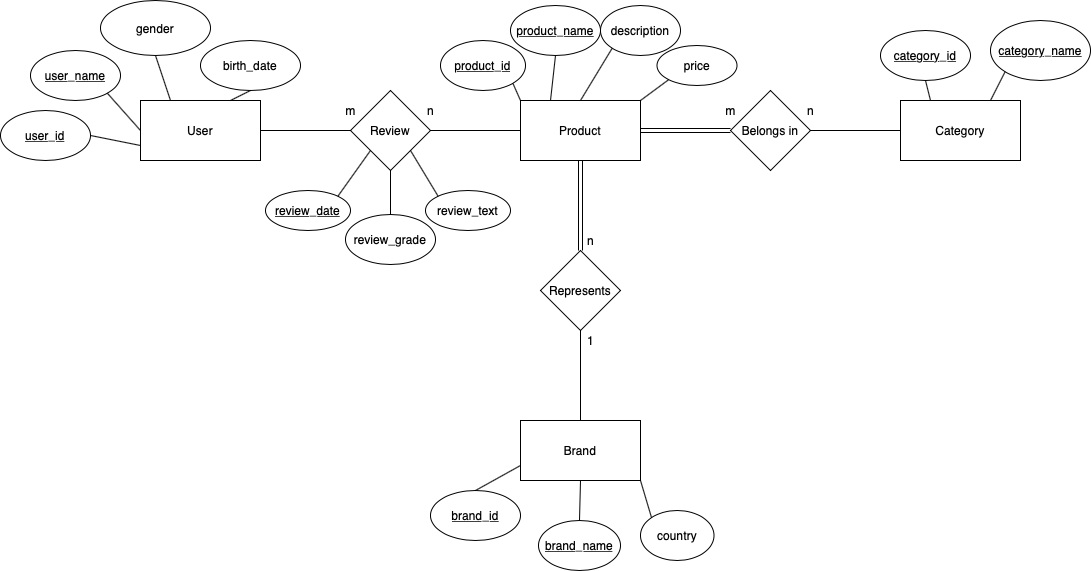 gender
user_name
birth_date
user_id
User
m
Review
n
review_date
review_grade
review_text
product_name
description
product_id
price
Product
m
Belongs in
n
category_id
category_name
Category
n
Represents
1
Brand
brand_id
brand_name
country